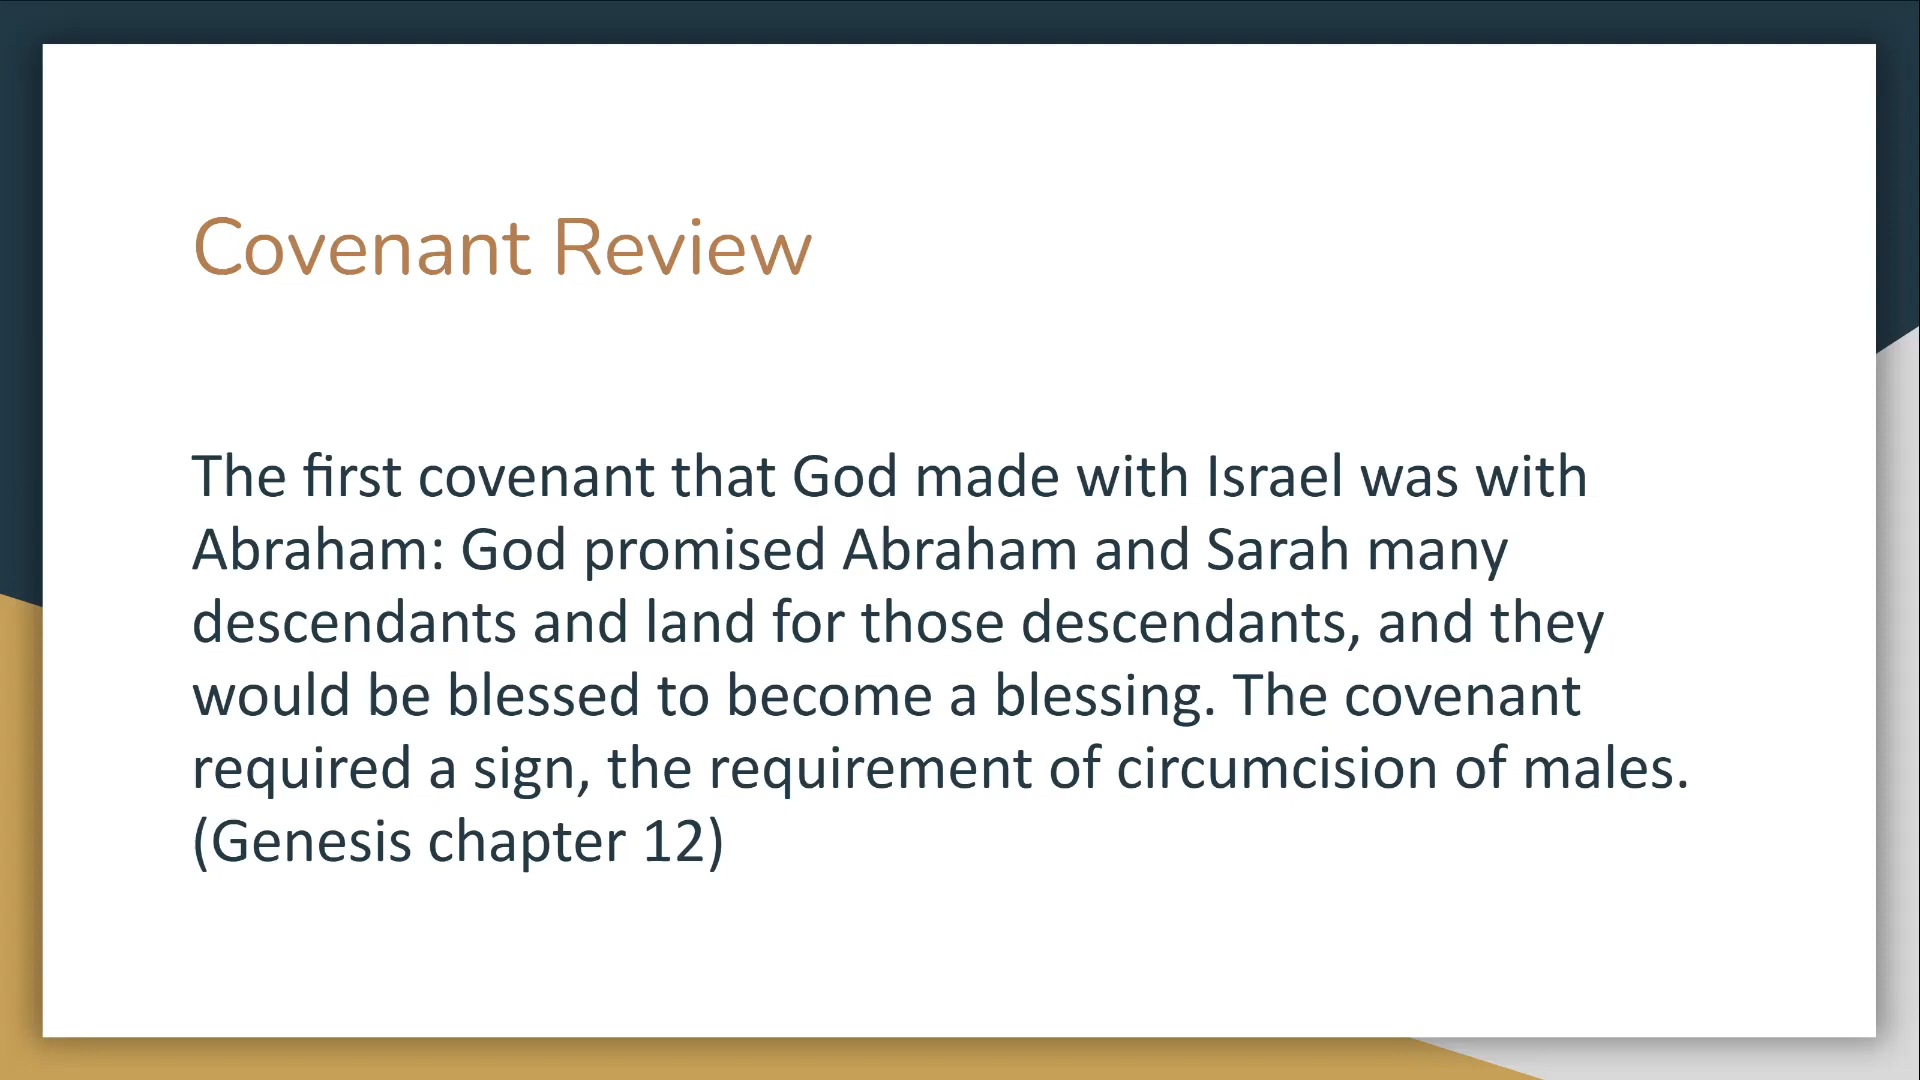 Covenant Review
The first covenant that God made with Israel was with
Abraham: God promised Abraham and Sarah many
descendants and land for those descendants, and they
would be blessed to become a blessing. The covenant
required a sign, the requirement of circumcision of males.
(Genesis chapter 12)